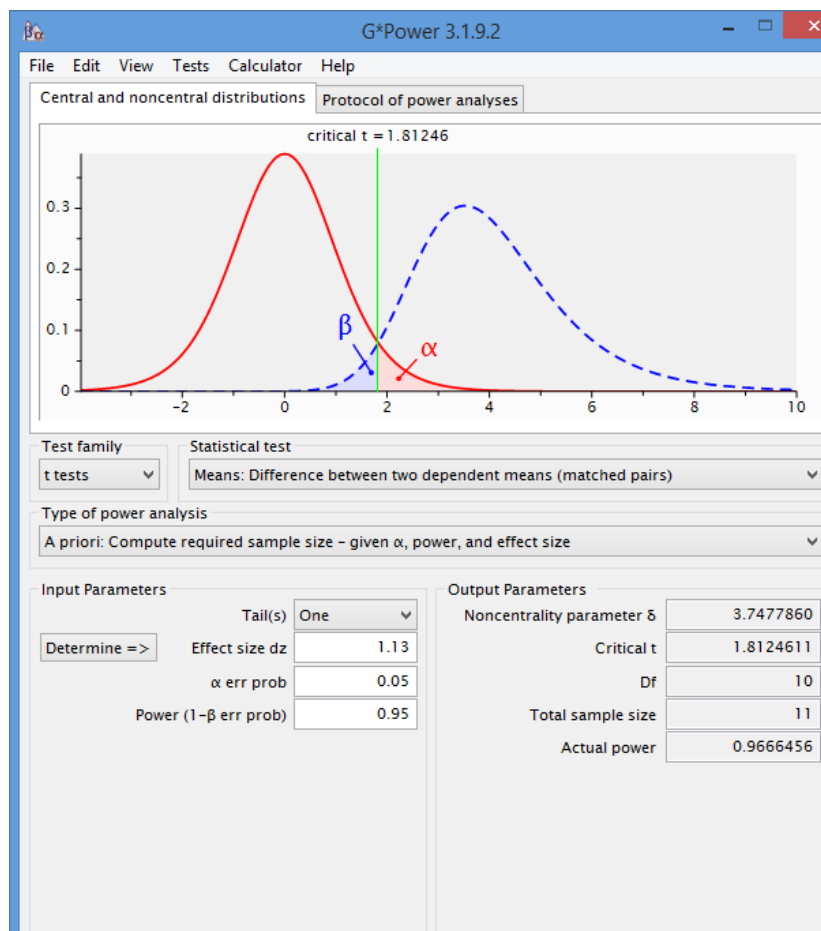 βα G*Power 3.1.9.2
File Edit View Tests Calculator Help
Central and noncentral distributions Protocol of power analyses
critical t = 1.81246
0.3
0.2
0.1
β α
0
-2 0 2 4 6 8 10
Test family Statistical test
t tests Means: Difference between two dependent means (matched pairs)
Type of power analysis
A priori: Compute required sample size - given α, power, and effect size
Input Parameters Output Parameters
Tail(s) One Noncentrality parameter δ 3.7477860
Determine => Effect size dz 1.13 Critical t 1.8124611
α err prob 0.05 Df 10
Power (1-β err prob) 0.95 Total sample size 11
Actual power 0.9666456